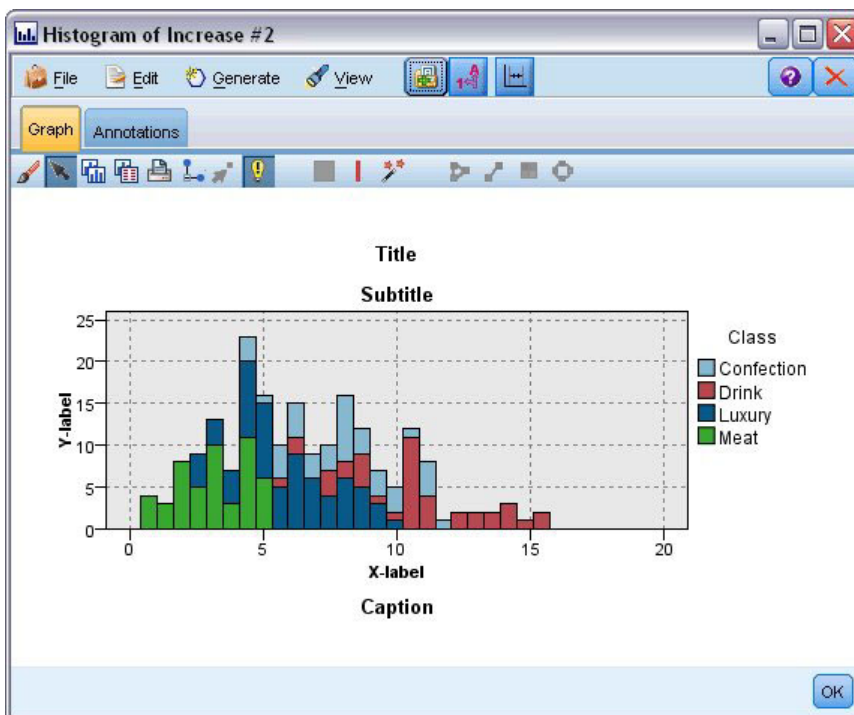 Histogram of Increase #2
File Edit Generate View
Graph Annotations
Title
Subtitle
25
20
15
10
5
0
Y-label
0 5 10 15 20
X-label
Caption
Class
Confection
Drink
Luxury
Meat
OK